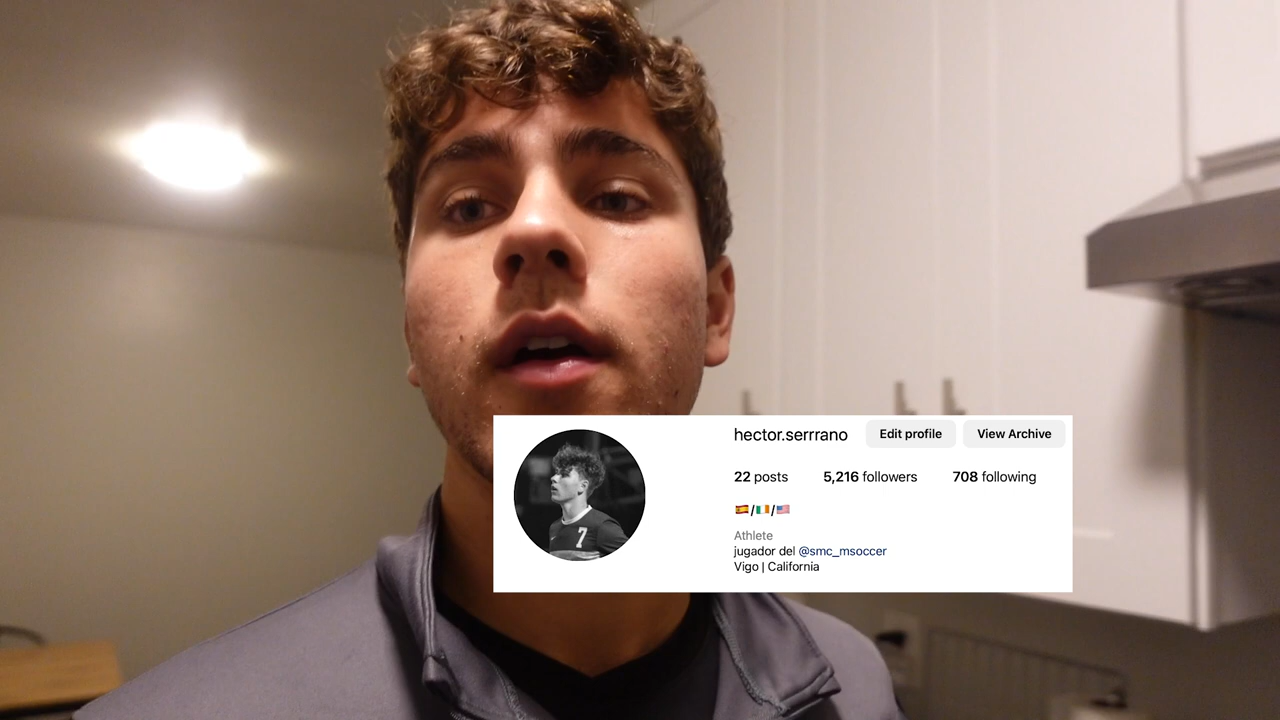 hector.serrrano Edit profile View Archive
22 posts 5,216 followers 708 following
🇪🇸/🇮🇪/🇺🇸
Athlete
jugador del @smc_msoccer
Vigo | California
7